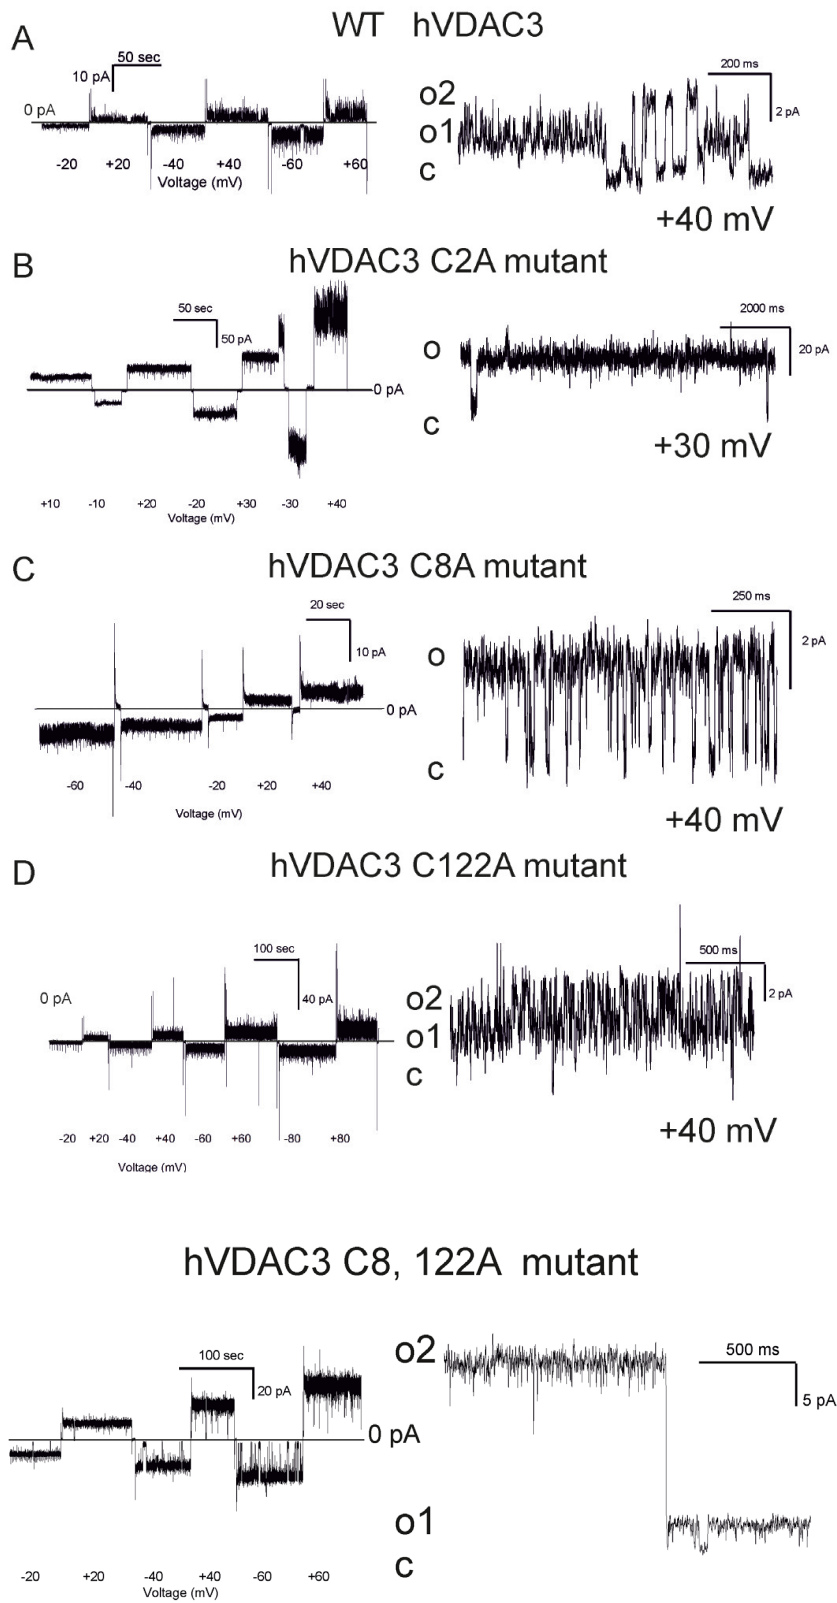 WT hVDAC3
A
50 sec
10 pA
0 pA
-20 +20 -40 +40 -60 +60
Voltage (mV)
200 ms
2 pA
o2
o1
c
+40 mV
B
hVDAC3 C2A mutant
50 sec
50 pA
0 pA
+10 -10 +20 -20 +30 -30 +40
Voltage (mV)
2000 ms
20 pA
o
c
+30 mV
C
hVDAC3 C8A mutant
20 sec
10 pA
0 pA
-60 -40 -20 +20 +40
Voltage (mV)
250 ms
2 pA
o
c
+40 mV
D
hVDAC3 C122A mutant
100 sec
40 pA
0 pA
-20 +20 -40 +40 -60 +60 -80 +80
Voltage (mV)
500 ms
2 pA
o2
o1
c
+40 mV
hVDAC3 C8, 122A mutant
100 sec
20 pA
0 pA
-20 +20 -40 +40 -60 +60
Voltage (mV)
o2
500 ms
5 pA
o1
c